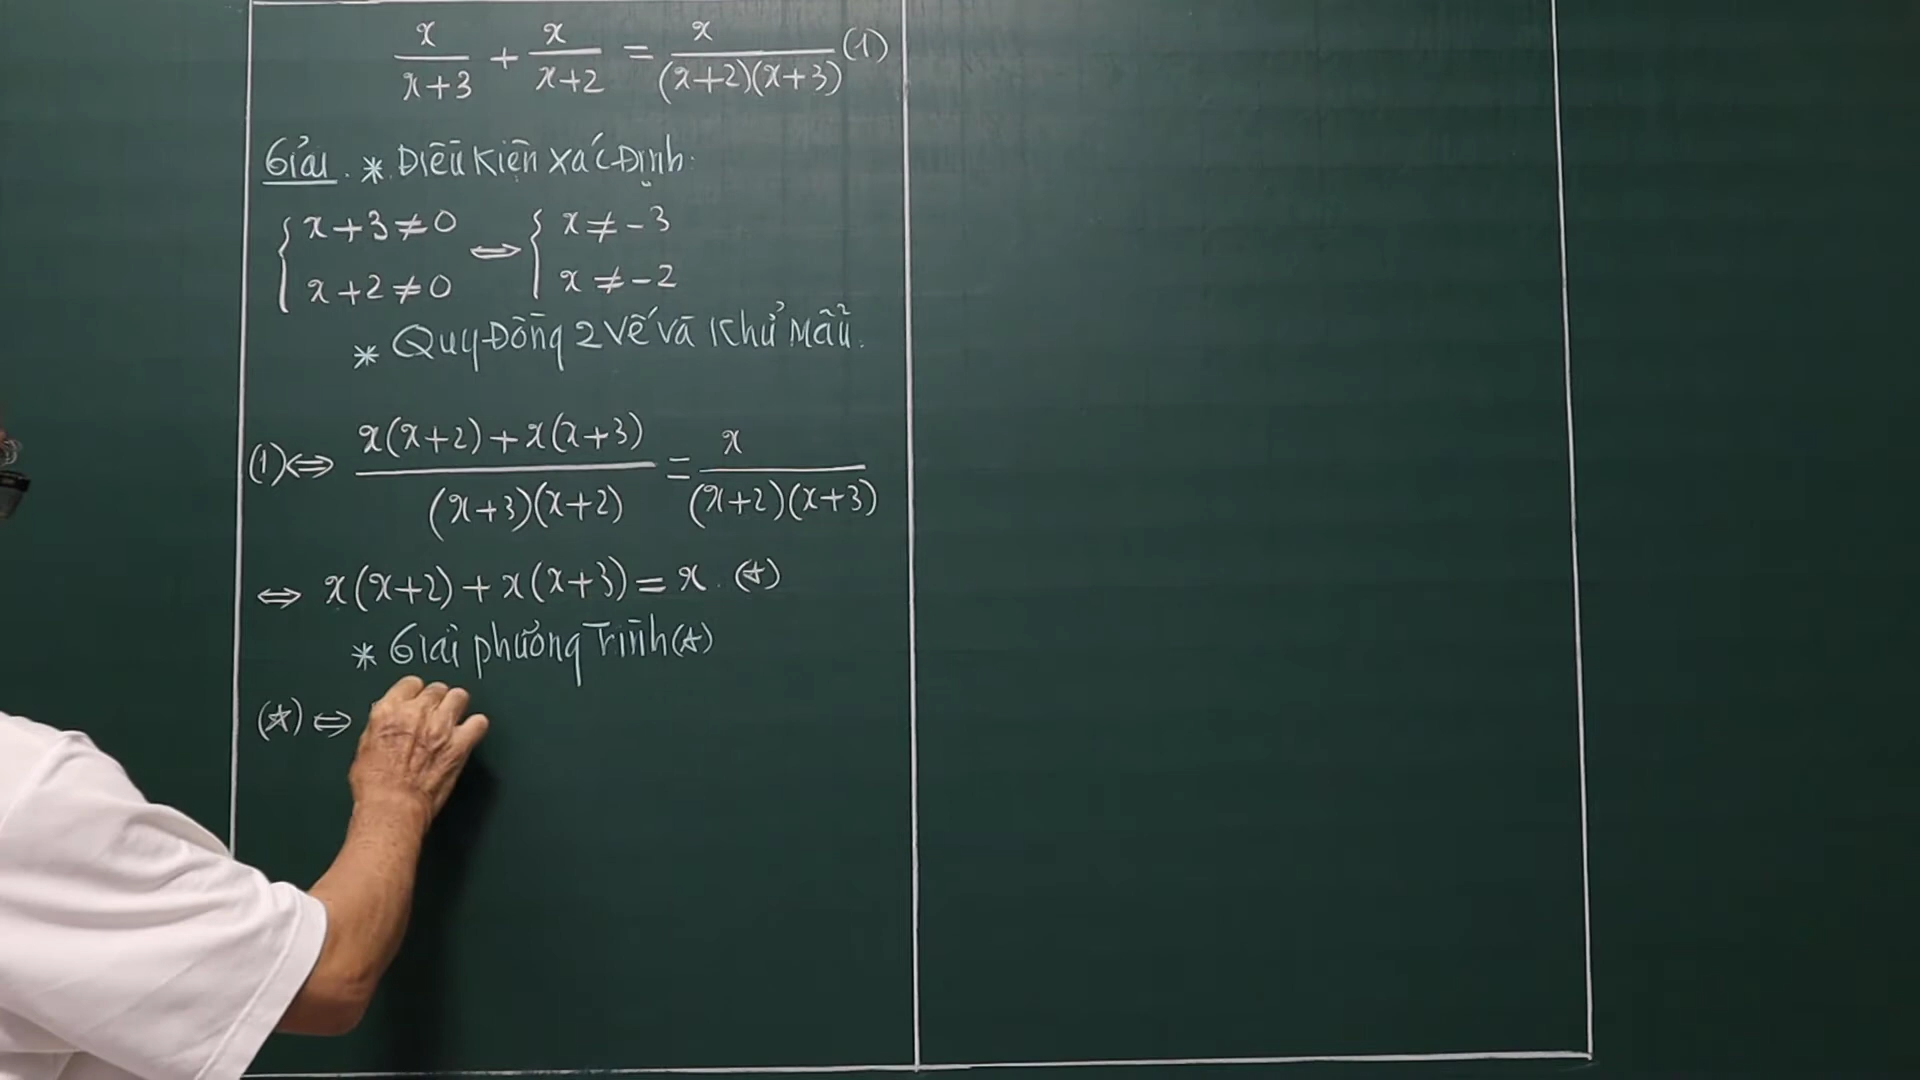 x/(x+3) + x/(x+2) = x/((x+2)(x+3)) (1)
Giải. * Điều Kiện Xác Định.
{ x+3≠0 ⇔ { x≠-3
{ x+2≠0 { x≠-2
* Quy Đồng 2 Vế Và Khử Mẫu.
(1) ⇔ (x(x+2)+x(x+3))/((x+3)(x+2)) = x/((x+2)(x+3))
⇔ x(x+2)+x(x+3)=x. (☆)
* Giải phương Trình (☆)
(☆) ⇔